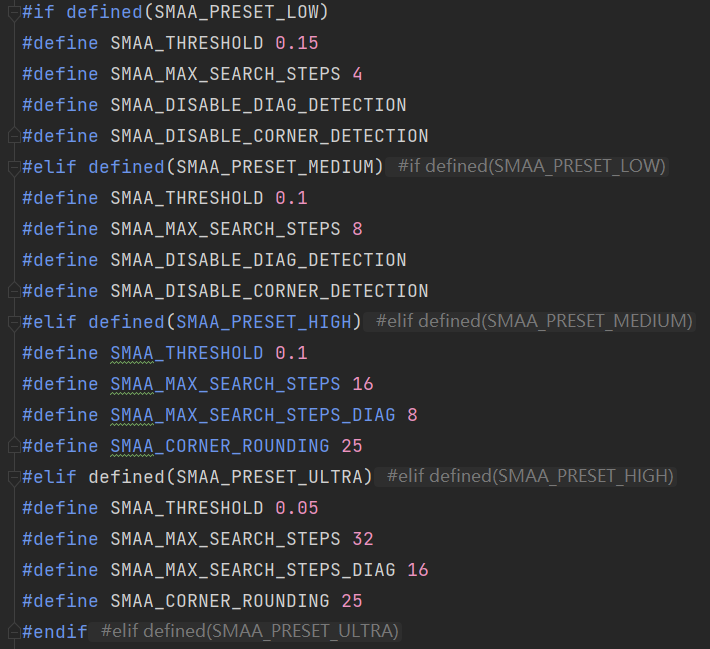 #if defined(SMAA_PRESET_LOW)
#define SMAA_THRESHOLD 0.15
#define SMAA_MAX_SEARCH_STEPS 4
#define SMAA_DISABLE_DIAG_DETECTION
#define SMAA_DISABLE_CORNER_DETECTION
#elif defined(SMAA_PRESET_MEDIUM) #if defined(SMAA_PRESET_LOW)
#define SMAA_THRESHOLD 0.1
#define SMAA_MAX_SEARCH_STEPS 8
#define SMAA_DISABLE_DIAG_DETECTION
#define SMAA_DISABLE_CORNER_DETECTION
#elif defined(SMAA_PRESET_HIGH) #elif defined(SMAA_PRESET_MEDIUM)
#define SMAA_THRESHOLD 0.1
#define SMAA_MAX_SEARCH_STEPS 16
#define SMAA_MAX_SEARCH_STEPS_DIAG 8
#define SMAA_CORNER_ROUNDING 25
#elif defined(SMAA_PRESET_ULTRA) #elif defined(SMAA_PRESET_HIGH)
#define SMAA_THRESHOLD 0.05
#define SMAA_MAX_SEARCH_STEPS 32
#define SMAA_MAX_SEARCH_STEPS_DIAG 16
#define SMAA_CORNER_ROUNDING 25
#endif #elif defined(SMAA_PRESET_ULTRA)